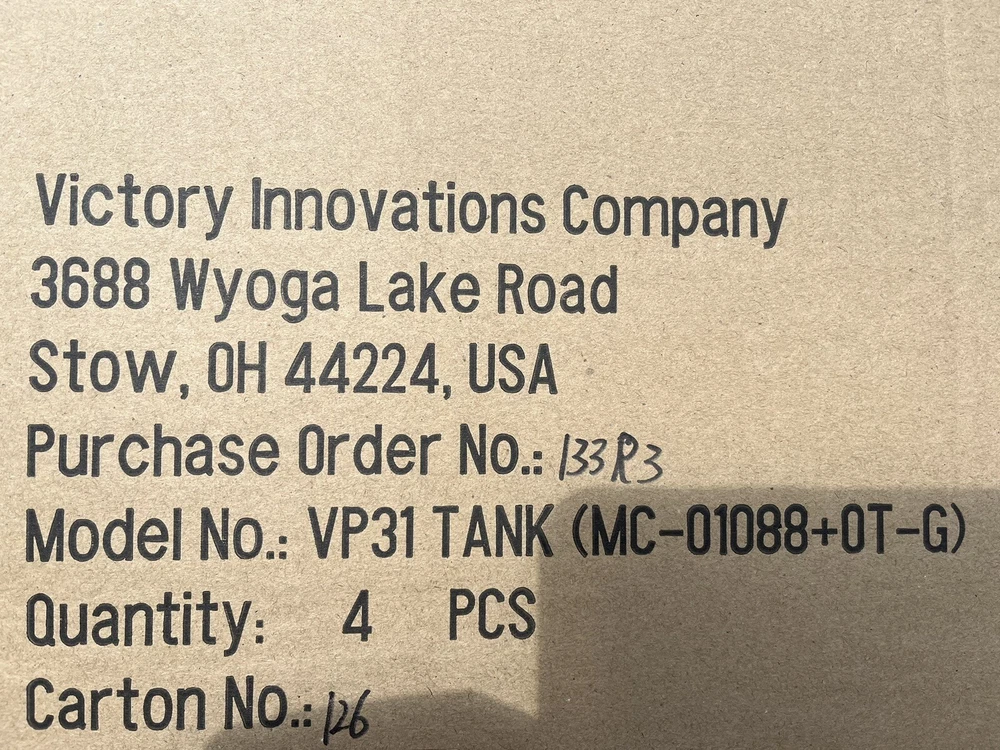 Victory Innovations Company
3688 Wyoga Lake Road
Stow, OH 44224, USA
Purchase Order No.: 133R3
Model No.: VP31 TANK (MC-01088+OT-G)
Quantity: 4 PCS
Carton No.: 126